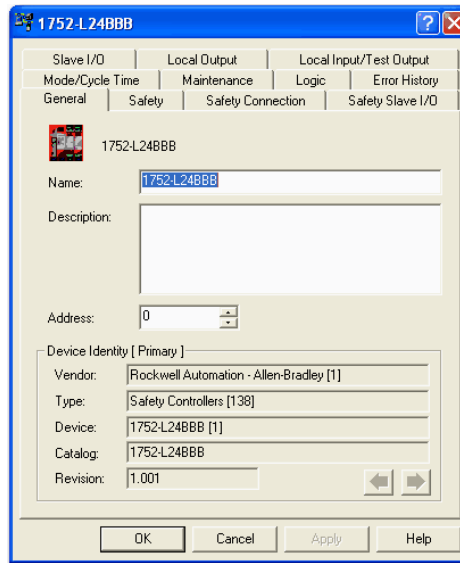 1752-L24BBB
Slave I/O Local Output Local Input/Test Output
Mode/Cycle Time Maintenance Logic Error History
General Safety Safety Connection Safety Slave I/O
1752-L24BBB
Name: 1752-L24BBB
Description:
Address: 0
Device Identity [ Primary ]
Vendor: Rockwell Automation - Allen-Bradley [1]
Type: Safety Controllers [138]
Device: 1752-L24BBB [1]
Catalog: 1752-L24BBB
Revision: 1.001
OK Cancel Apply Help